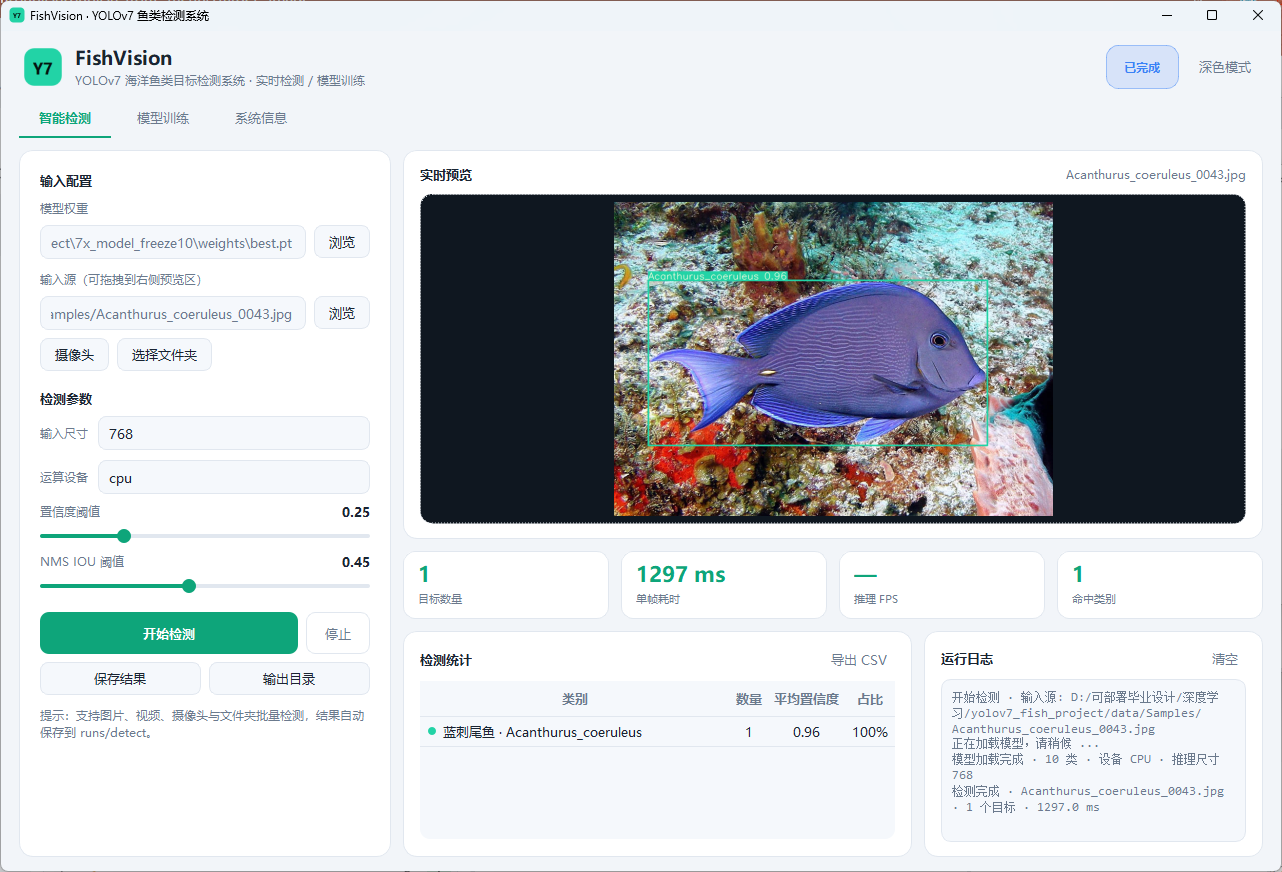 Y7 FishVision · YOLOv7 鱼类检测系统
Y7
FishVision
YOLOv7 海洋鱼类目标检测系统 · 实时检测 / 模型训练
已完成
深色模式
智能检测
模型训练
系统信息
输入配置
模型权重
ect\7x_model_freeze10\weights\best.pt
浏览
输入源（可拖拽到右侧预览区）
amples/Acanthurus_coeruleus_0043.jpg
浏览
摄像头
选择文件夹
检测参数
输入尺寸
768
运算设备
cpu
置信度阈值
0.25
NMS IOU 阈值
0.45
开始检测
停止
保存结果
输出目录
提示：支持图片、视频、摄像头与文件夹批量检测，结果自动
保存到 runs/detect。
实时预览
Acanthurus_coeruleus_0043.jpg
Acanthurus_coeruleus 0.96
1
目标数量
1297 ms
单帧耗时
—
推理 FPS
1
命中类别
检测统计
导出 CSV
类别 数量 平均置信度 占比
蓝刺尾鱼 · Acanthurus_coeruleus 1 0.96 100%
运行日志
清空
开始检测 · 输入源: D:/可部署毕业设计/深度学
习/yolov7_fish_project/data/Samples/
Acanthurus_coeruleus_0043.jpg
正在加载模型，请稍候 ...
模型加载完成 · 10 类 · 设备 CPU · 推理尺寸
768
检测完成 · Acanthurus_coeruleus_0043.jpg
· 1 个目标 · 1297.0 ms